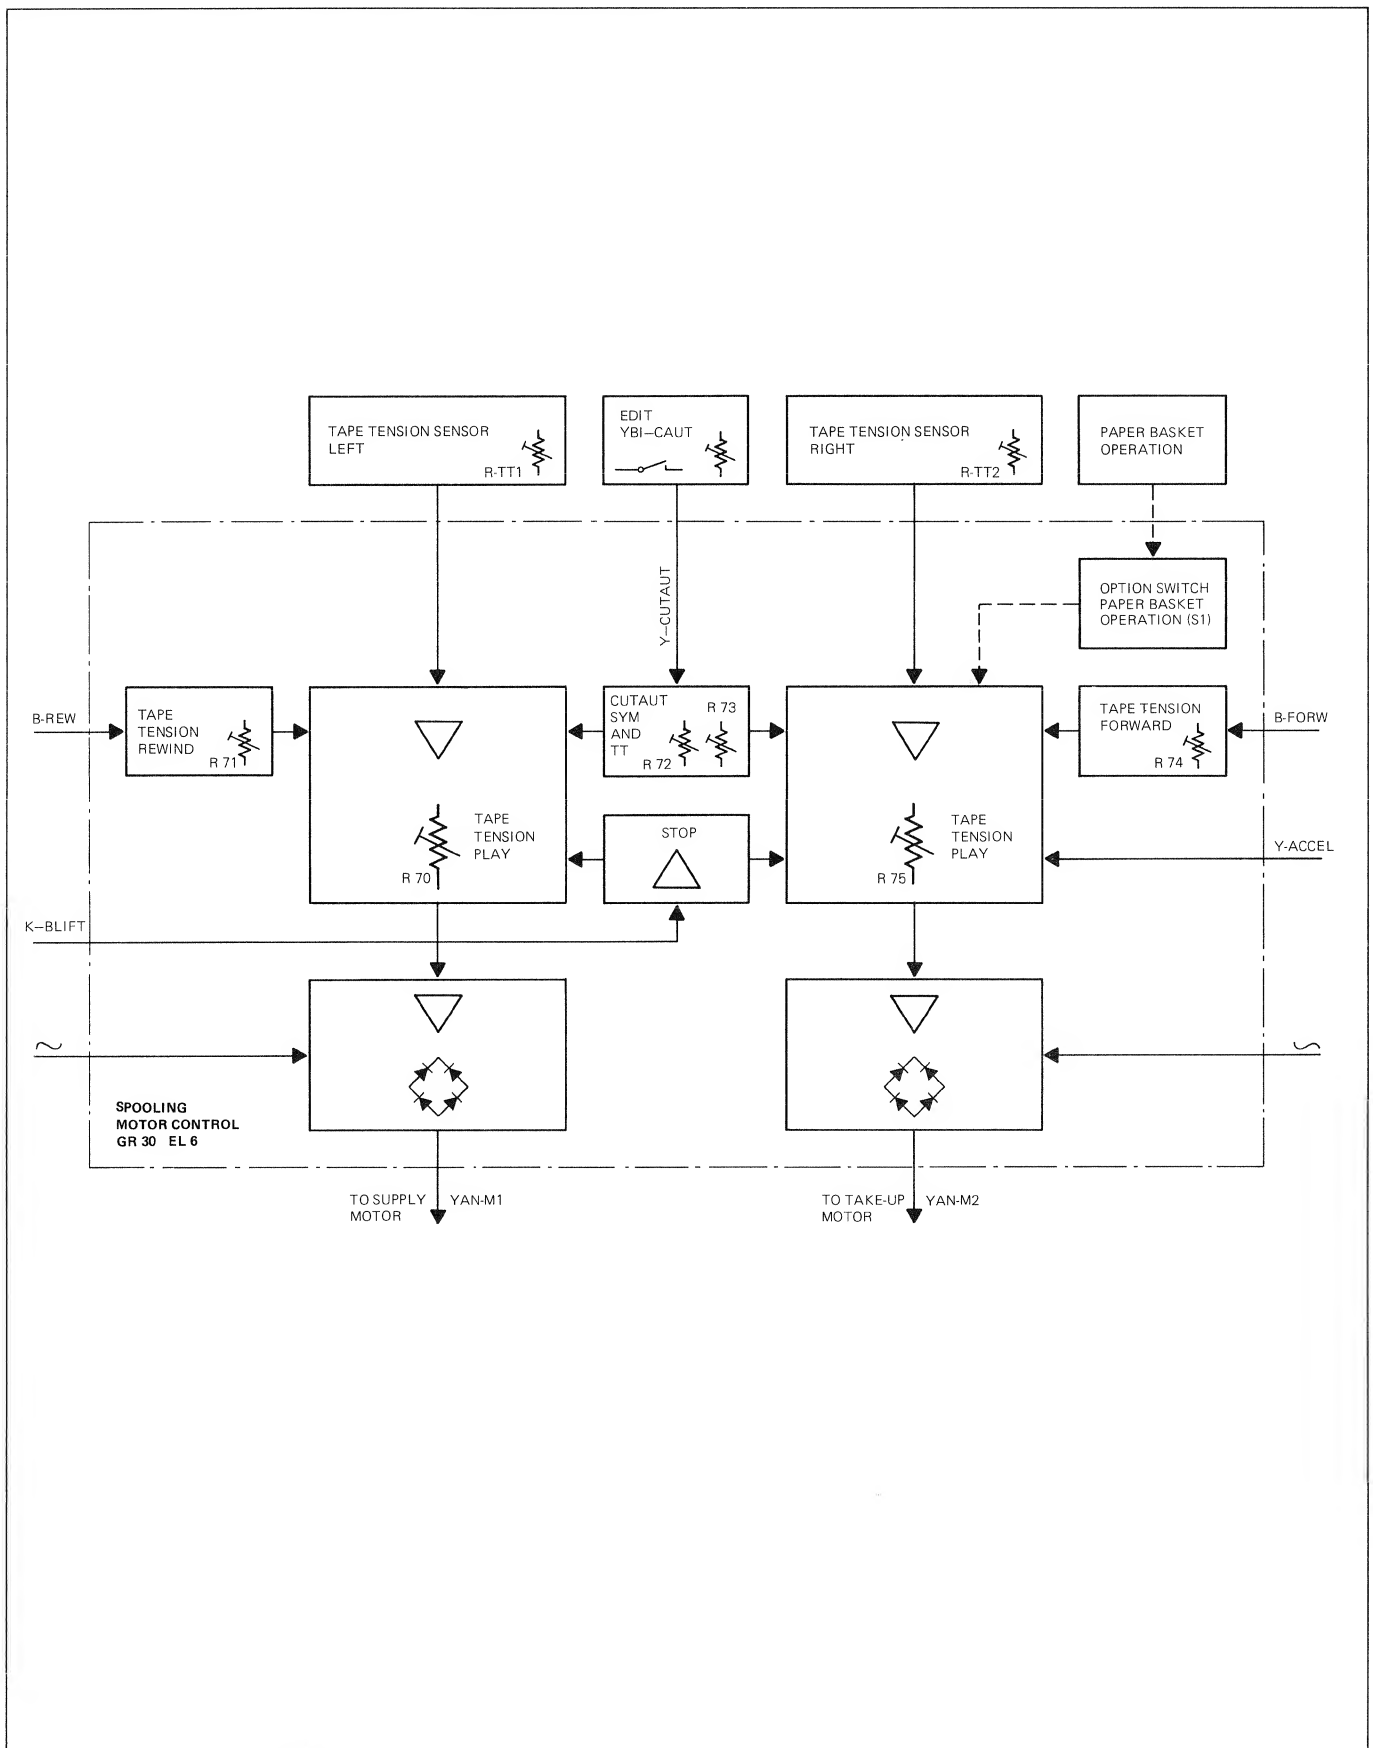 TAPE TENSION SENSOR
LEFT
R-TT1
EDIT
YBI–CAUT
TAPE TENSION SENSOR
RIGHT
R-TT2
PAPER BASKET
OPERATION
Y–CUTAUT
OPTION SWITCH
PAPER BASKET
OPERATION (S1)
B-REW
TAPE
TENSION
REWIND
R 71
CUTAUT
SYM
AND
TT
R 73
R 72
TAPE TENSION
FORWARD
R 74
B-FORW
TAPE
TENSION
PLAY
R 70
STOP
TAPE
TENSION
PLAY
R 75
Y-ACCEL
K–BLIFT
~
~
SPOOLING
MOTOR CONTROL
GR 30 EL 6
TO SUPPLY
MOTOR
YAN-M1
TO TAKE-UP
MOTOR
YAN-M2